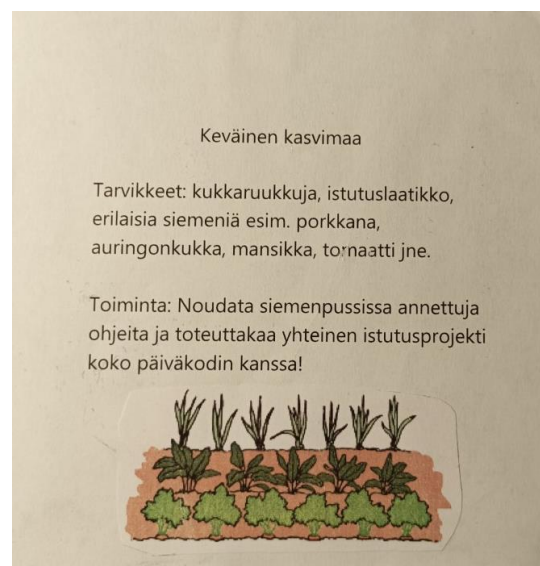 Keväinen kasvimaa
Tarvikkeet: kukkaruukkuja, istutuslaatikko,
erilaisia siemeniä esim. porkkana,
auringonkukka, mansikka, tomaatti jne.
Toiminta: Noudata siemenpussissa annettuja
ohjeita ja toteuttakaa yhteinen istutusprojekti
koko päiväkodin kanssa!